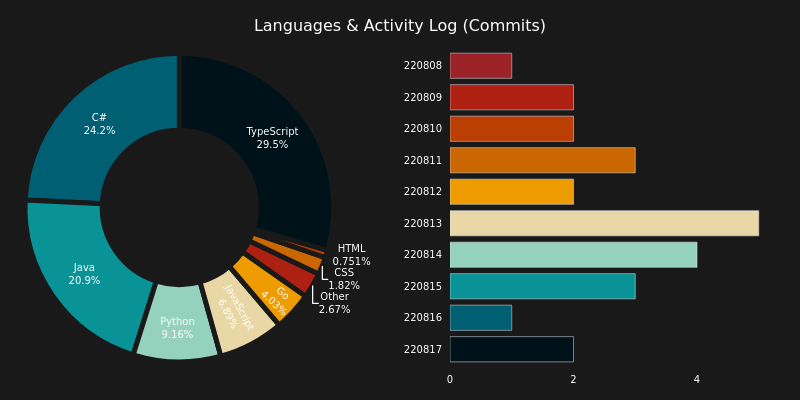 Languages & Activity Log (Commits)
C#
24.2%
TypeScript
29.5%
Java
20.9%
Python
9.16%
JavaScript
6.89%
Go
4.03%
HTML
0.751%
CSS
1.82%
Other
2.67%
220808
220809
220810
220811
220812
220813
220814
220815
220816
220817
0 2 4